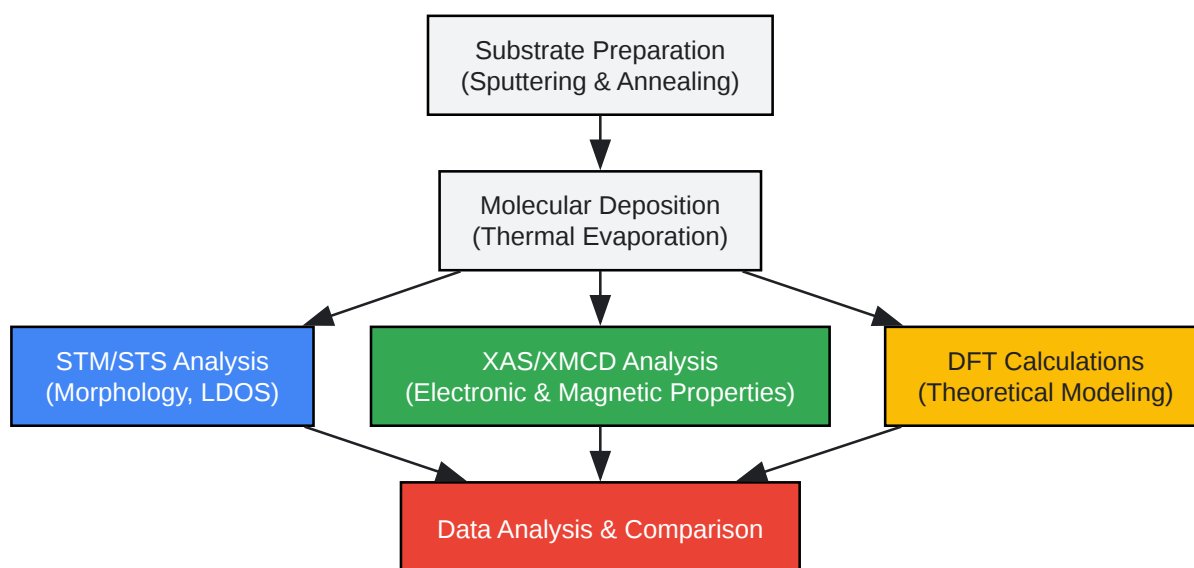 Substrate Preparation
(Sputtering & Annealing)
Molecular Deposition
(Thermal Evaporation)
STM/STS Analysis
(Morphology, LDOS)
XAS/XMCD Analysis
(Electronic & Magnetic Properties)
DFT Calculations
(Theoretical Modeling)
Data Analysis & Comparison